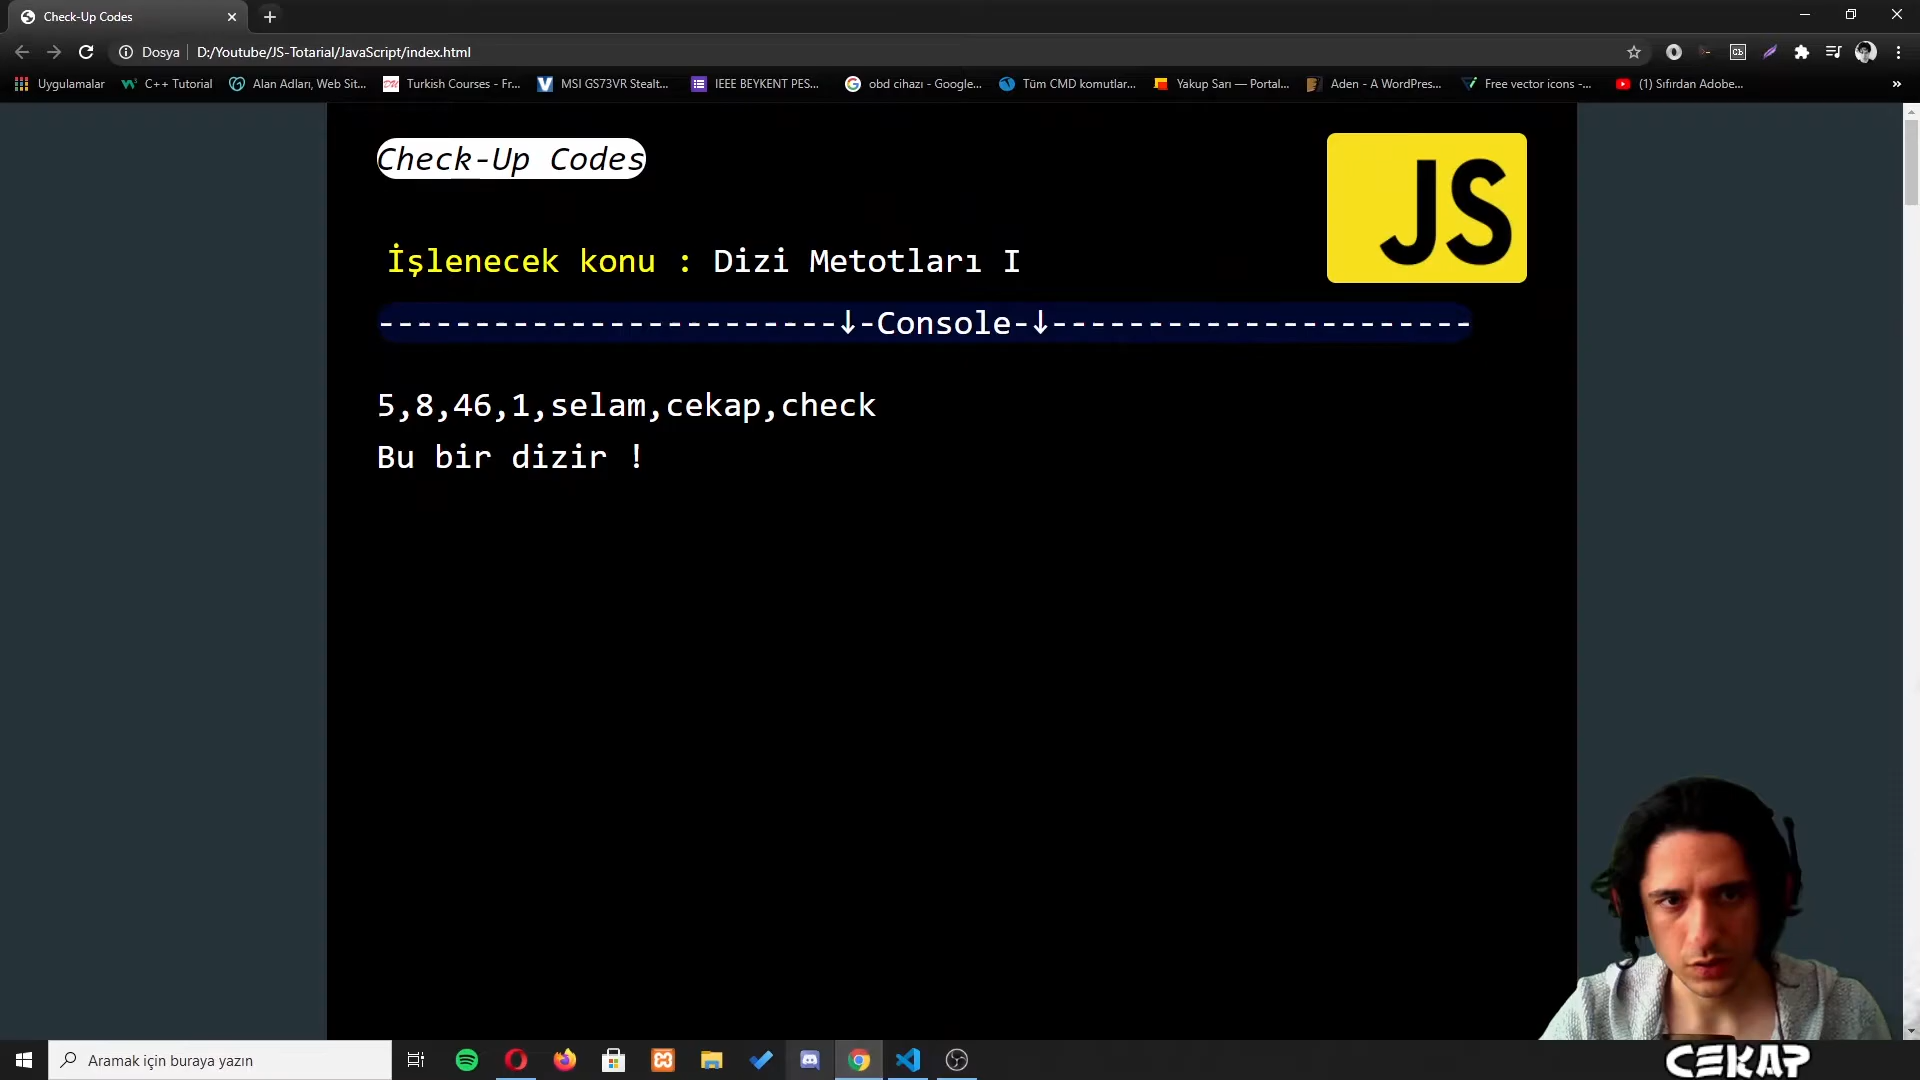 Check-Up Codes
Dosya
D:/Youtube/JS-Totarial/JavaScript/index.html
Uygulamalar
C++ Tutorial
Alan Adları, Web Sit...
Turkish Courses - Fr...
MSI GS73VR Stealt...
IEEE BEYKENT PES...
obd cihazı - Google...
Tüm CMD komutlar...
Yakup Sarı — Portal...
Aden - A WordPress...
Free vector icons -...
(1) Sıfırdan Adobe...
»
Check-Up Codes
JS
İşlenecek konu : Dizi Metotları I
------------------------↓-Console-↓----------------------
5,8,46,1,selam,cekap,check
Bu bir dizir !
Aramak için buraya yazın
CEKAP